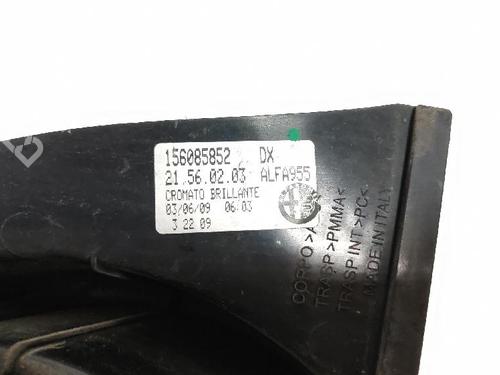 156085852 DX
21.56.02.03 ALFA955
CROMATO BRILLANTE
03/06/09 06:03
3 22 09
CORPO >A
TRASP >PMMA<
TRASP.INT >PC<
MADE IN ITALY